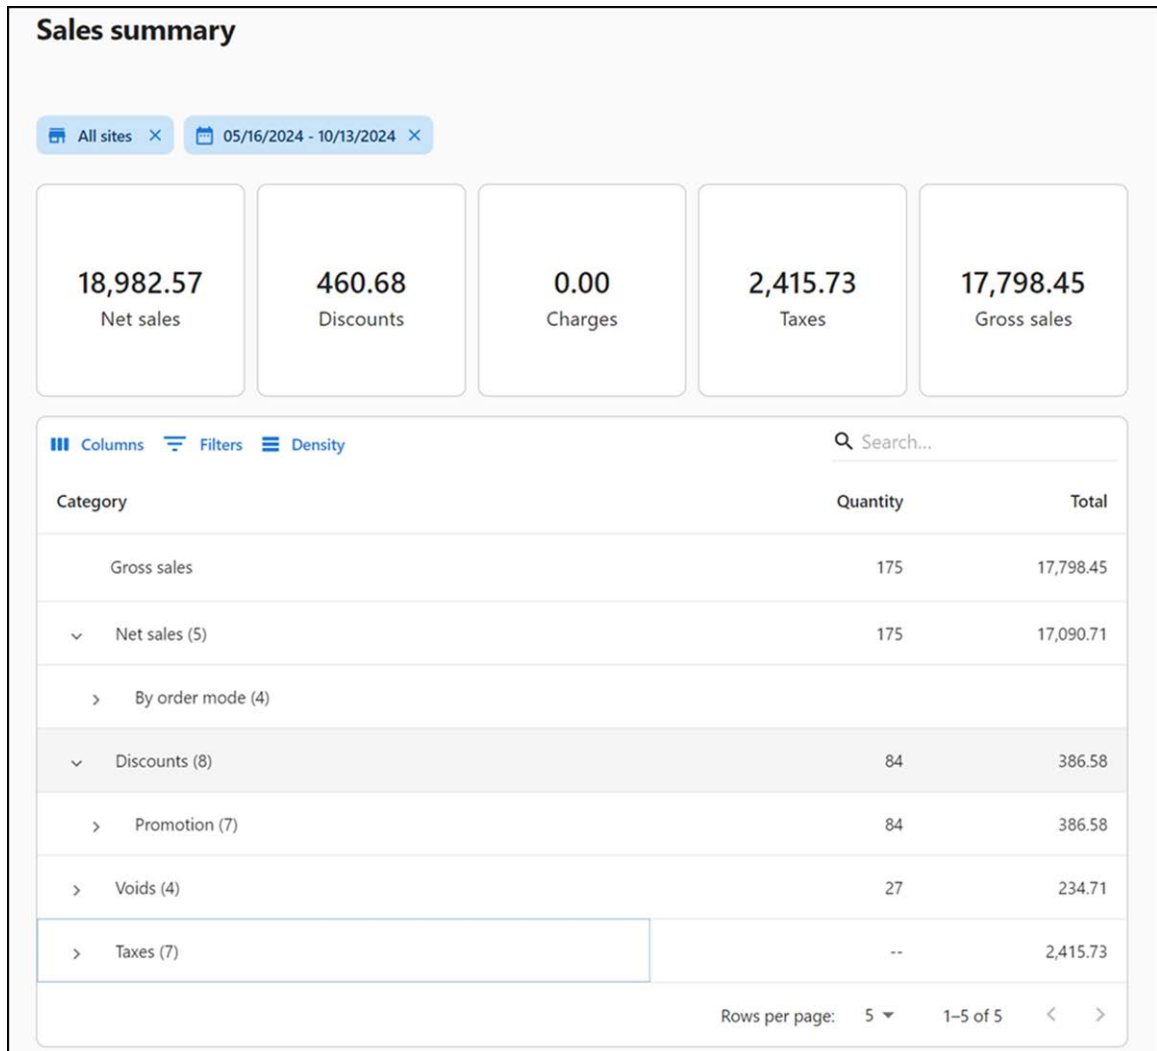 Sales summary
All sites
05/16/2024 - 10/13/2024
18,982.57
Net sales
460.68
Discounts
0.00
Charges
2,415.73
Taxes
17,798.45
Gross sales
Columns Filters Density Search...
Category Quantity Total
Gross sales 175 17,798.45
Net sales (5) 175 17,090.71
By order mode (4)
Discounts (8) 84 386.58
Promotion (7) 84 386.58
Voids (4) 27 234.71
Taxes (7) -- 2,415.73
Rows per page: 5 1–5 of 5